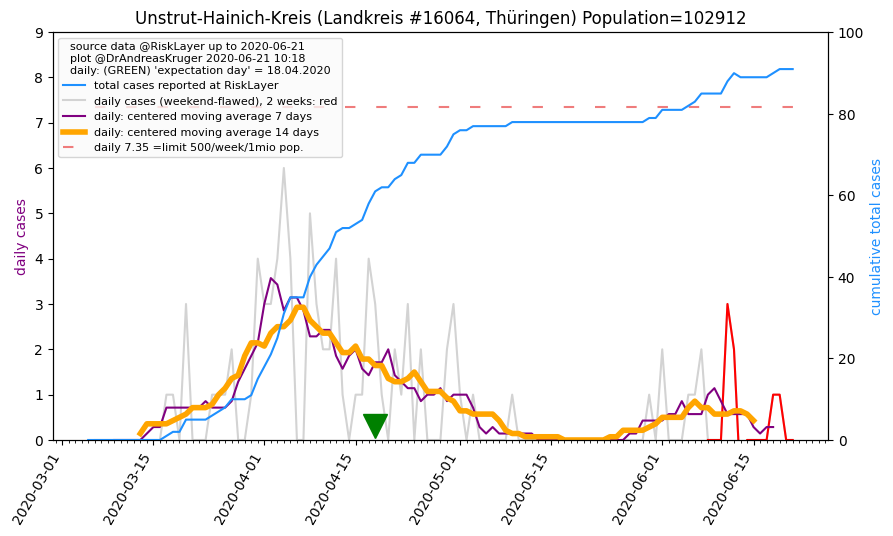 Unstrut-Hainich-Kreis (Landkreis #16064, Thüringen) Population=102912
source data @RiskLayer up to 2020-06-21
plot @DrAndreasKruger 2020-06-21 10:18
daily: (GREEN) 'expectation day' = 18.04.2020
total cases reported at RiskLayer
daily cases (weekend-flawed), 2 weeks: red
daily: centered moving average 7 days
daily: centered moving average 14 days
daily 7.35 =limit 500/week/1mio pop.
daily cases
9
8
7
6
5
4
3
2
1
0
100
80
60
40
20
0
cumulative total cases
2020-03-01
2020-03-15
2020-04-01
2020-04-15
2020-05-01
2020-05-15
2020-06-01
2020-06-15